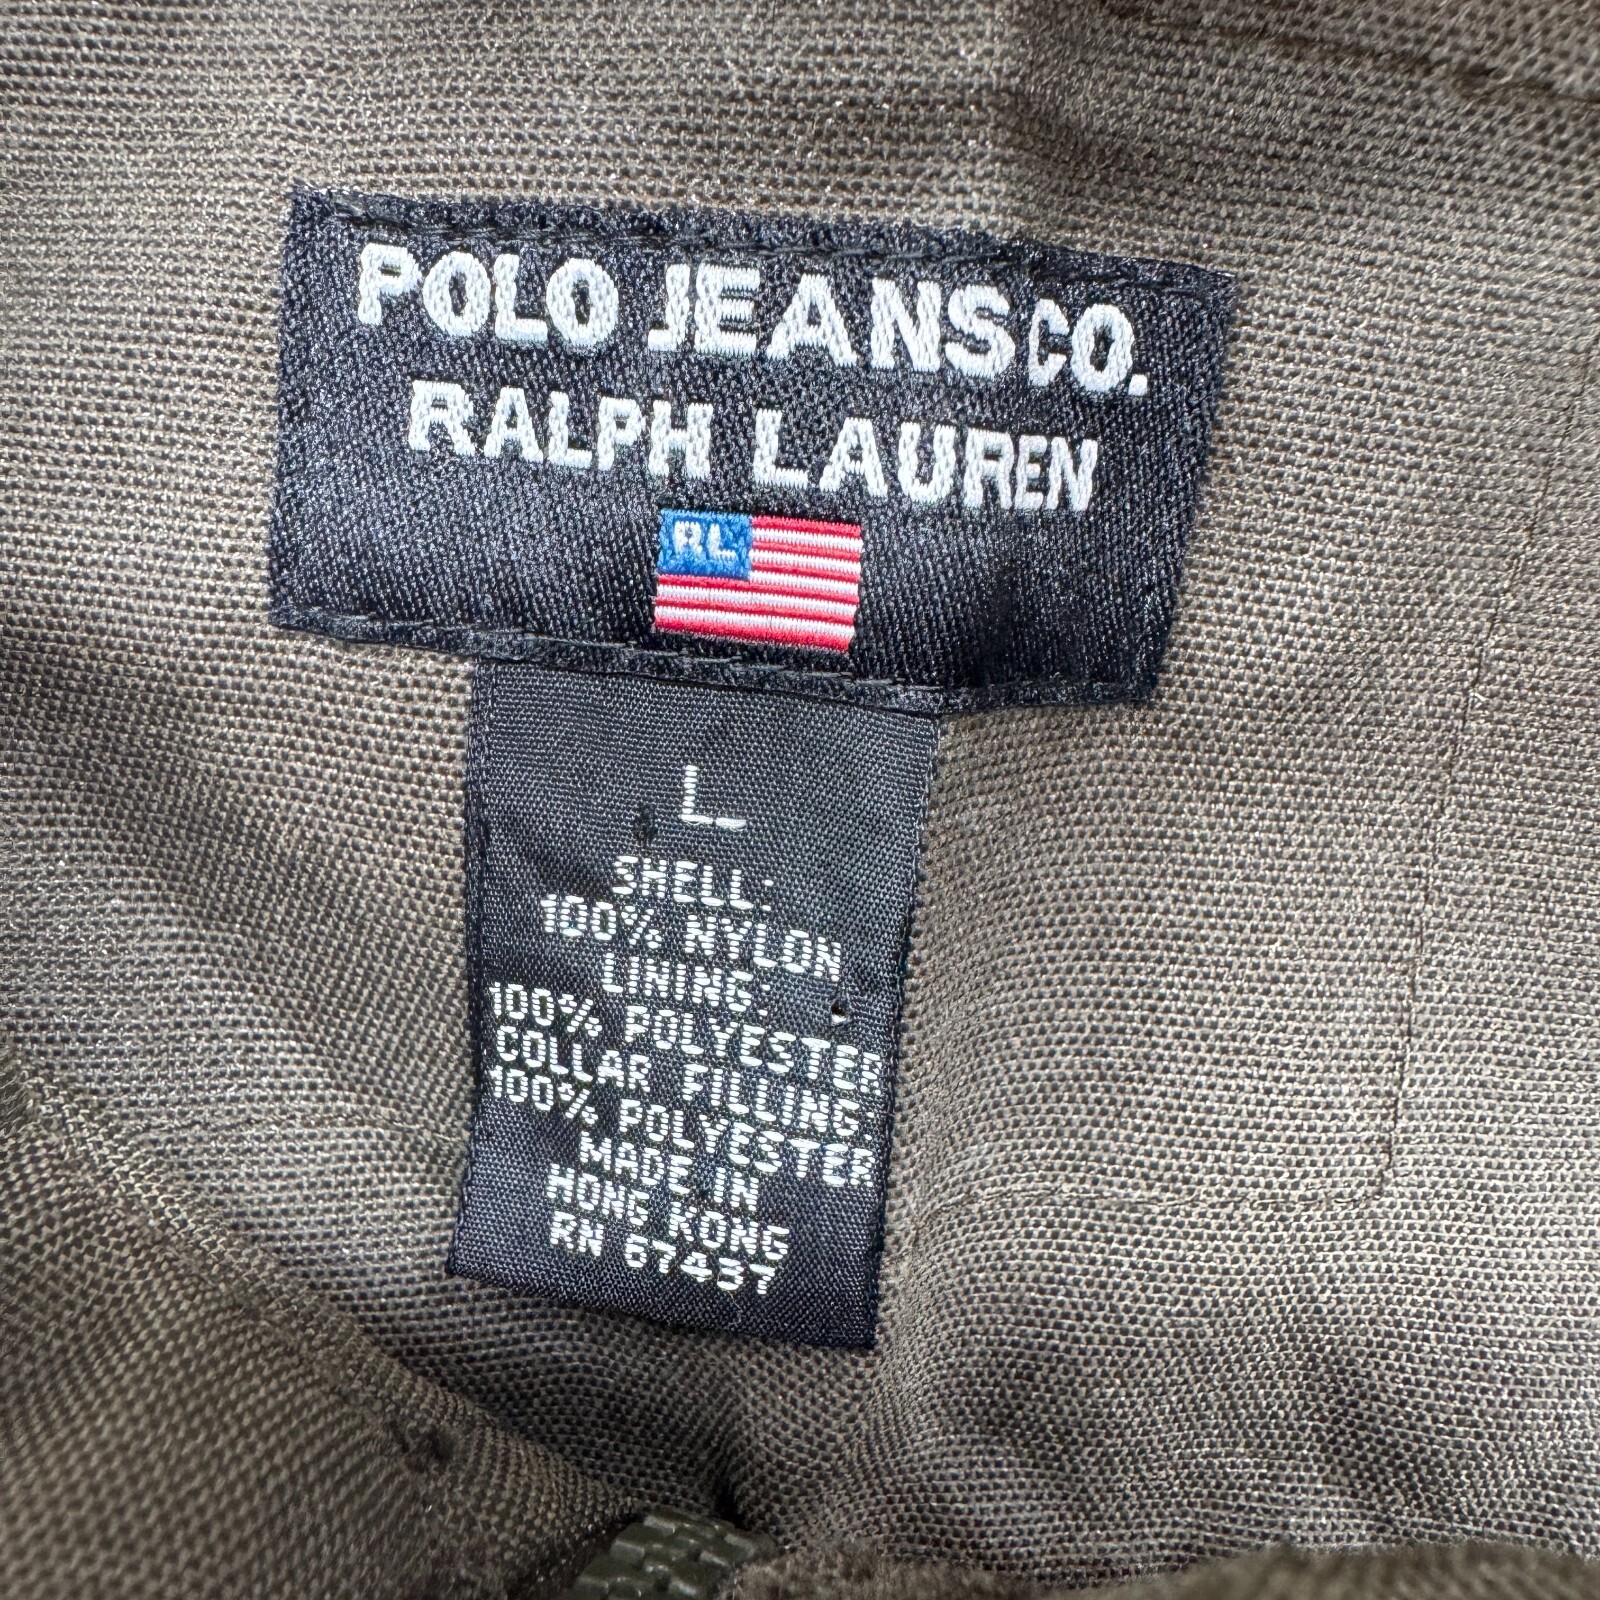 POLO JEANS CO.
RALPH LAUREN
RL
L
SHELL:
100% NYLON
LINING:
100% POLYESTER
COLLAR FILLING:
100% POLYESTER
MADE IN
HONG KONG
RN 67457